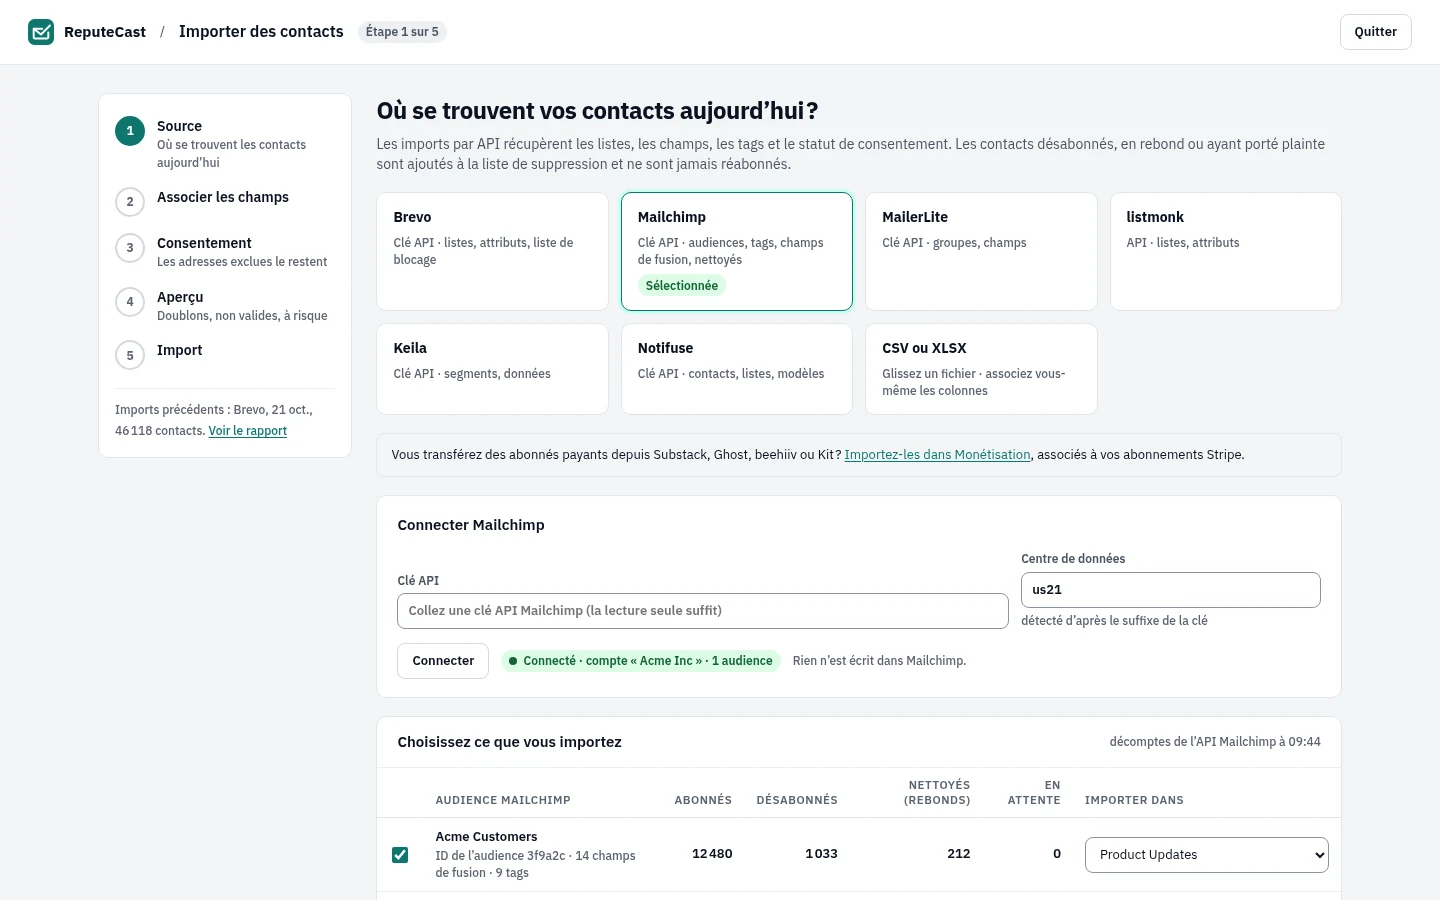 ReputeCast / Importer des contacts Étape 1 sur 5
Quitter
1 Source
Où se trouvent les contacts
aujourd’hui
2 Associer les champs
3 Consentement
Les adresses exclues le restent
4 Aperçu
Doublons, non valides, à risque
5 Import
Imports précédents : Brevo, 21 oct.,
46 118 contacts. Voir le rapport
Où se trouvent vos contacts aujourd’hui ?
Les imports par API récupèrent les listes, les champs, les tags et le statut de consentement. Les contacts désabonnés, en rebond ou ayant porté plainte
sont ajoutés à la liste de suppression et ne sont jamais réabonnés.
Brevo
Clé API · listes, attributs, liste de
blocage
Mailchimp
Clé API · audiences, tags, champs
de fusion, nettoyés
Sélectionnée
MailerLite
Clé API · groupes, champs
listmonk
API · listes, attributs
Keila
Clé API · segments, données
Notifuse
Clé API · contacts, listes, modèles
CSV ou XLSX
Glissez un fichier · associez vous-
même les colonnes
Vous transférez des abonnés payants depuis Substack, Ghost, beehiiv ou Kit ? Importez-les dans Monétisation, associés à vos abonnements Stripe.
Connecter Mailchimp
Clé API
Collez une clé API Mailchimp (la lecture seule suffit)
Centre de données
us21
détecté d’après le suffixe de la clé
Connecter
Connecté · compte « Acme Inc » · 1 audience
Rien n’est écrit dans Mailchimp.
Choisissez ce que vous importez
décomptes de l’API Mailchimp à 09:44
AUDIENCE MAILCHIMP
ABONNÉS
DÉSABONNÉS
NETTOYÉS
(REBONDS)
EN
ATTENTE
IMPORTER DANS
Acme Customers
ID de l’audience 3f9a2c · 14 champs
de fusion · 9 tags
12 480
1 033
212
0
Product Updates